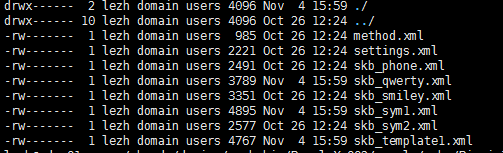 drwx------ 2 lezh domain users 4096 Nov 4 15:59 ./
drwx------ 10 lezh domain users 4096 Oct 26 12:24 ../
-rw------- 1 lezh domain users 985 Oct 26 12:24 method.xml
-rw------- 1 lezh domain users 2221 Oct 26 12:24 settings.xml
-rw------- 1 lezh domain users 2491 Oct 26 12:24 skb_phone.xml
-rw------- 1 lezh domain users 3789 Nov 4 15:59 skb_qwerty.xml
-rw------- 1 lezh domain users 3351 Oct 26 12:24 skb_smiley.xml
-rw------- 1 lezh domain users 4895 Nov 4 15:59 skb_sym1.xml
-rw------- 1 lezh domain users 2577 Oct 26 12:24 skb_sym2.xml
-rw------- 1 lezh domain users 4767 Nov 4 15:59 skb_template1.xml